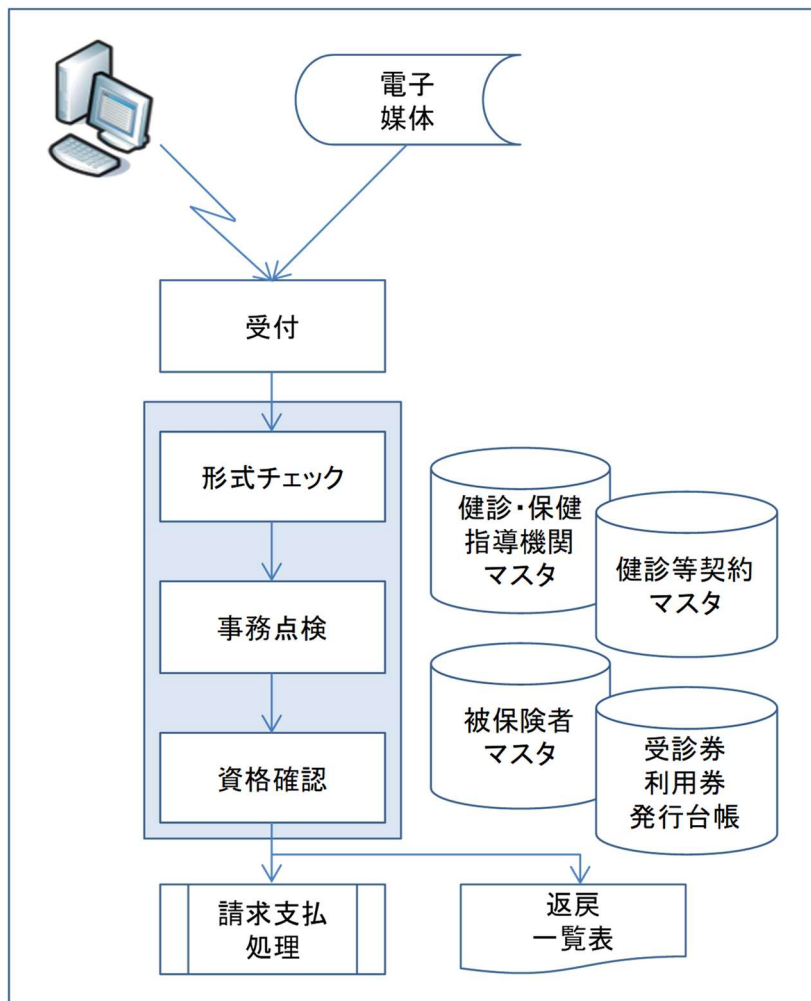 電子
媒体
受付
形式チェック
事務点検
資格確認
健診・保健
指導機関
マスタ
健診等契約
マスタ
被保険者
マスタ
受診券
利用券
発行台帳
請求支払
処理
返戻
一覧表